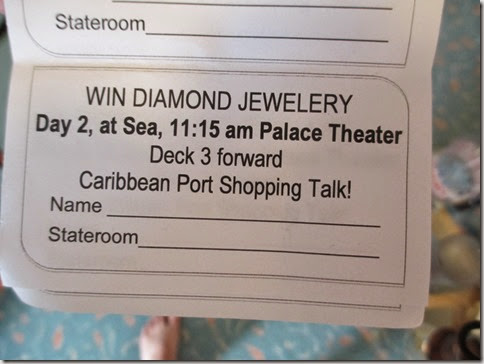 Stateroom
WIN DIAMOND JEWELERY
Day 2, at Sea, 11:15 am Palace Theater
Deck 3 forward
Caribbean Port Shopping Talk!
Name
Stateroom